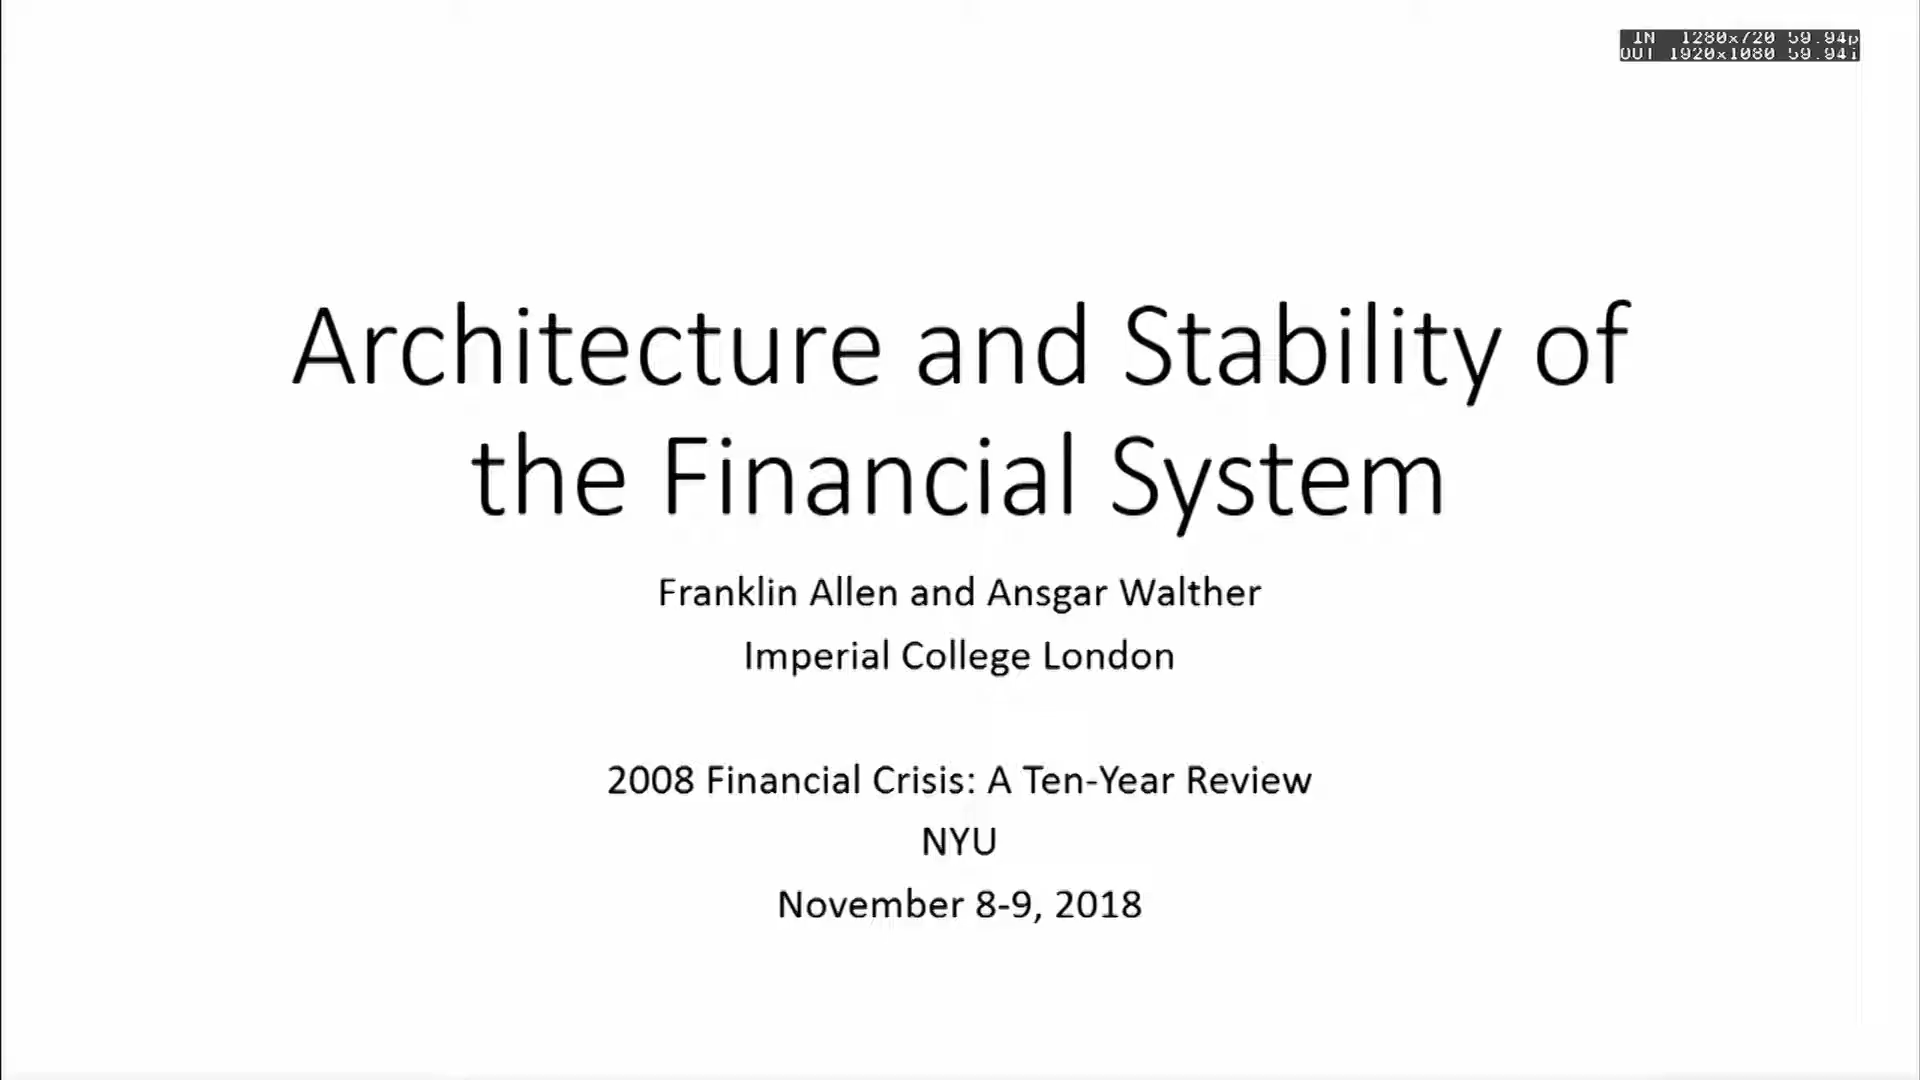 IN 1280x720 59.94p
OUT 1920x1080 59.94i
Architecture and Stability of
the Financial System
Franklin Allen and Ansgar Walther
Imperial College London
2008 Financial Crisis: A Ten-Year Review
NYU
November 8-9, 2018